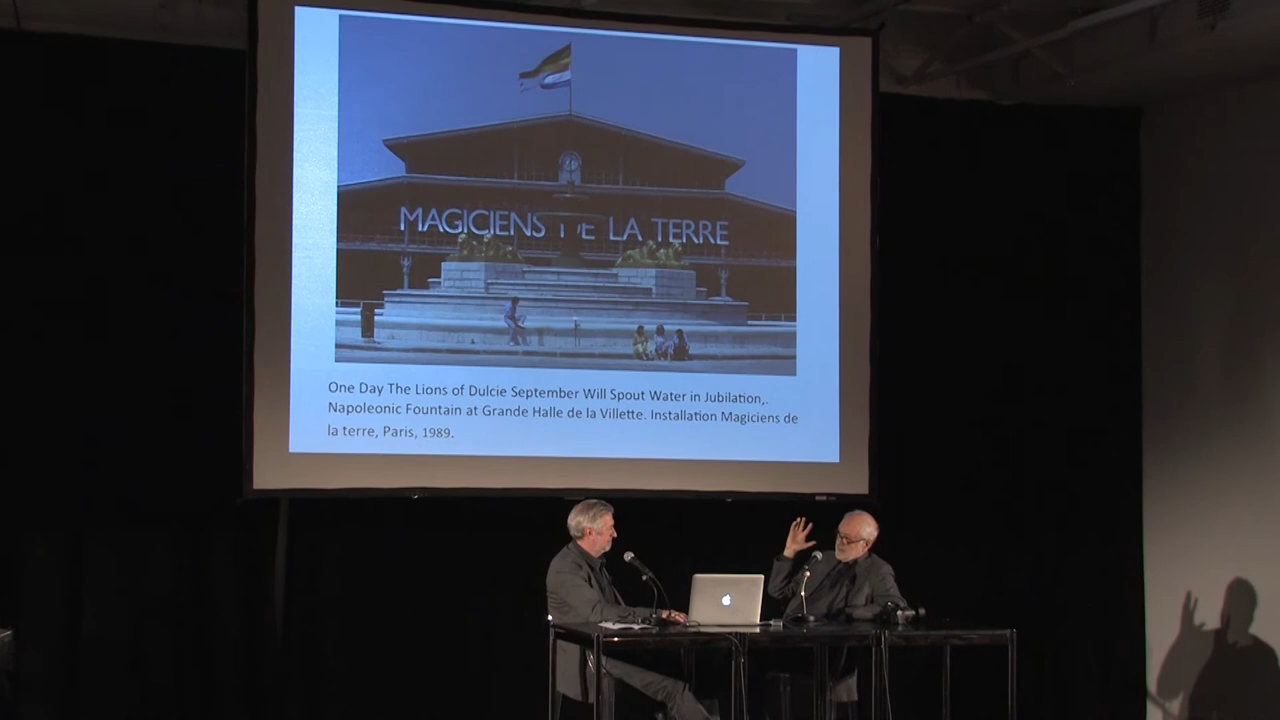 MAGICIENS DE LA TERRE
One Day The Lions of Dulcie September Will Spout Water in Jubilation,.
Napoleonic Fountain at Grande Halle de la Villette. Installation Magiciens de
la terre, Paris, 1989.